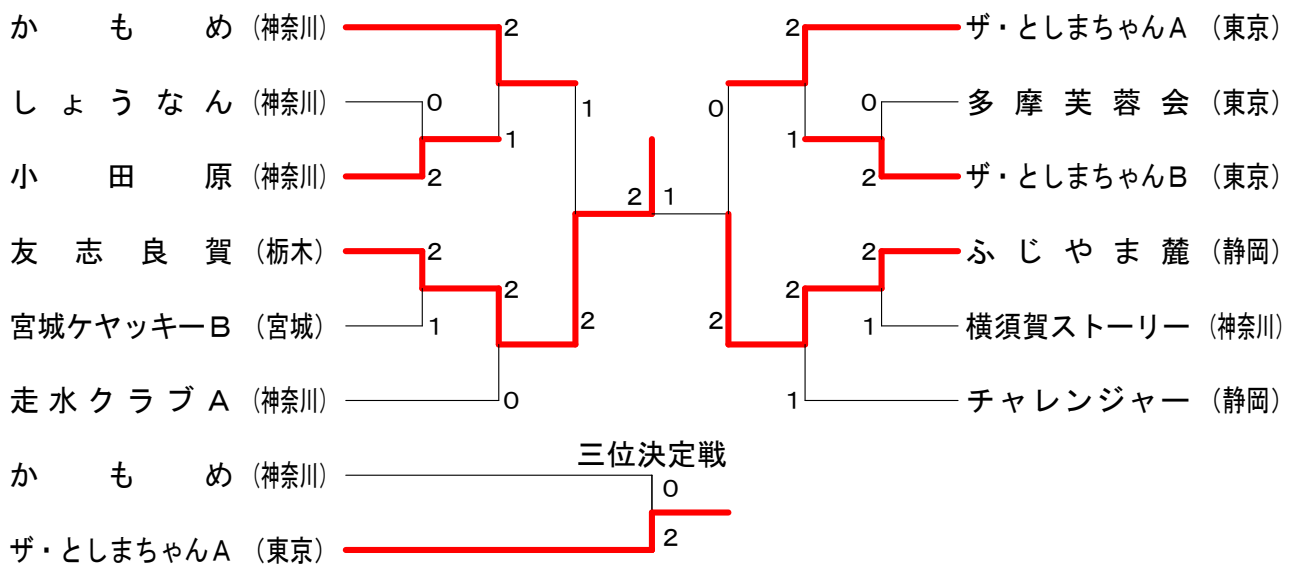 かもめ (神奈川) 2 2 ザ・としまちゃんA (東京)
しょうなん (神奈川) 0 1 0 0 多摩芙蓉会 (東京)
1 1
小田原 (神奈川) 2 2 ザ・としまちゃんB (東京)
2 1
友志良賀 (栃木) 2 2 ふじやま麓 (静岡)
2 2
宮城ケヤッキーB (宮城) 1 2 2 1 横須賀ストーリー (神奈川)
走水クラブA (神奈川) 0 1 チャレンジャー (静岡)
三位決定戦
かもめ (神奈川) 0
ザ・としまちゃんA (東京) 2